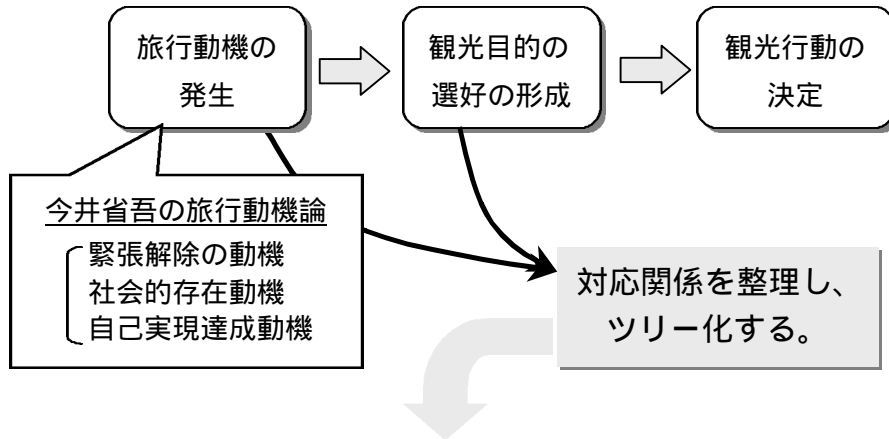 旅行動機の
発生
観光目的の
選好の形成
観光行動の
決定
今井省吾の旅行動機論
緊張解除の動機
社会的存在動機
自己実現達成動機
対応関係を整理し、
ツリー化する。